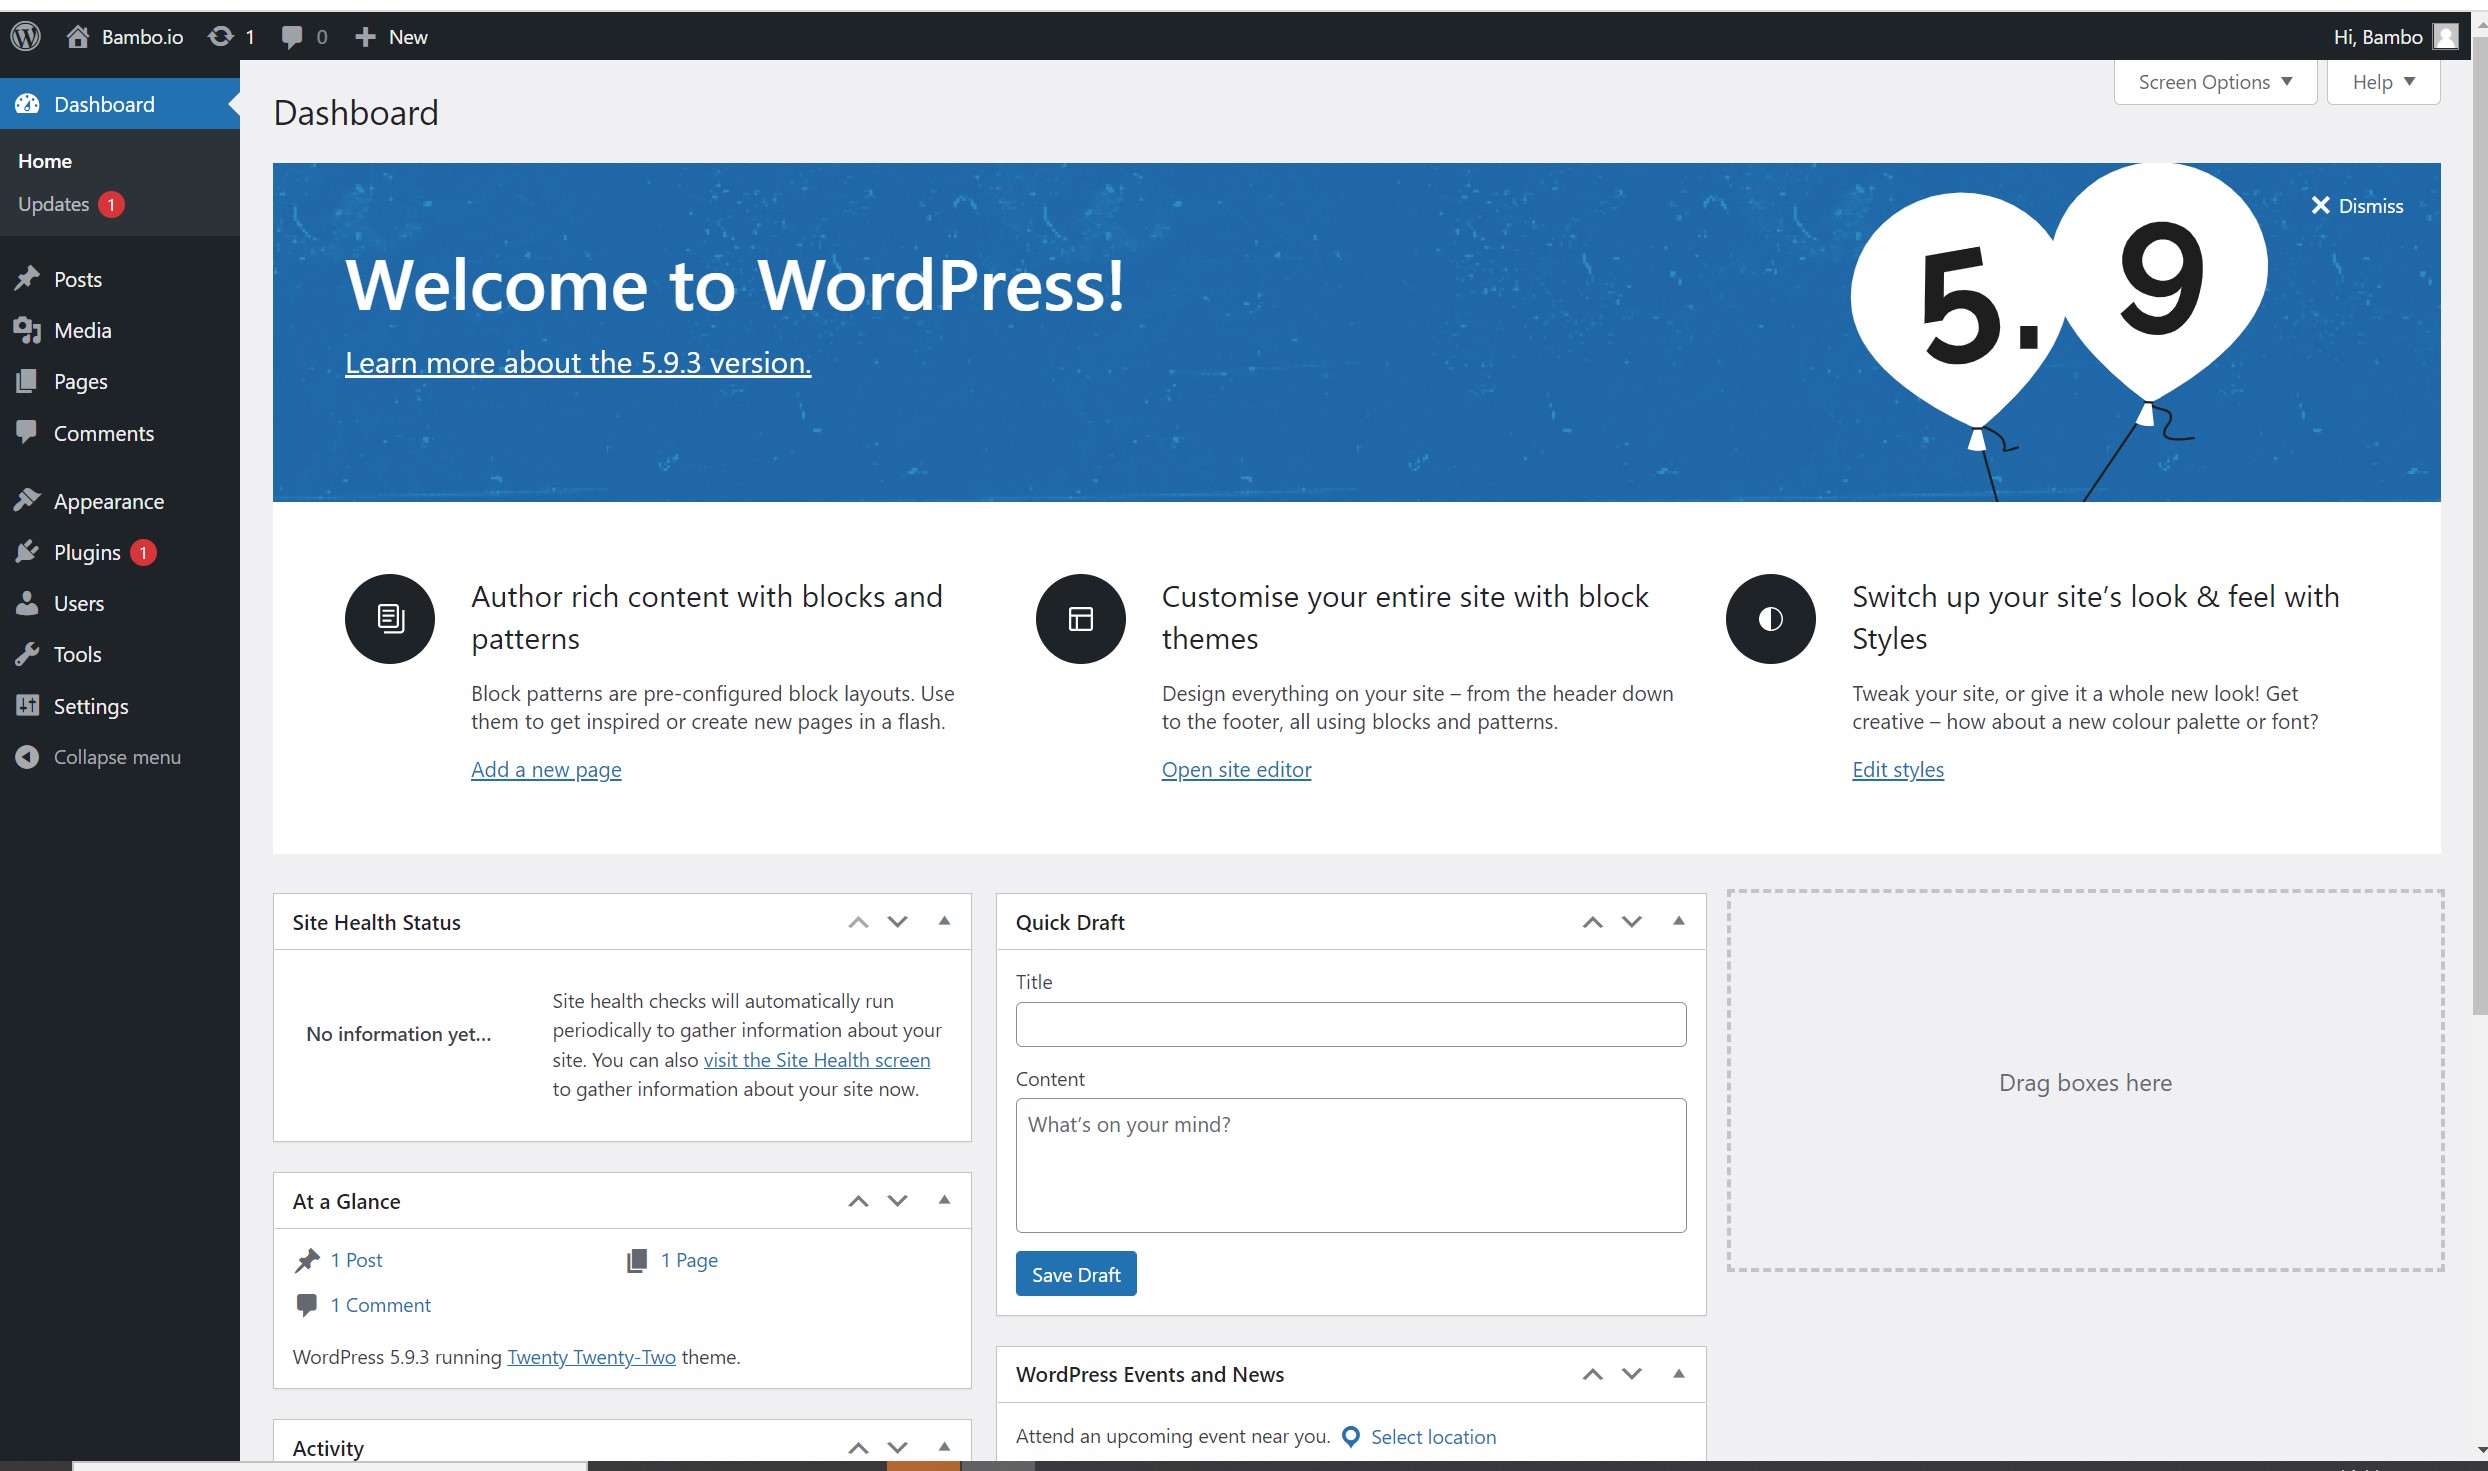 Bambo.io 1 0 New
Hi, Bambo
Dashboard
Home
Updates 1
Posts
Media
Pages
Comments
Appearance
Plugins 1
Users
Tools
Settings
Collapse menu
Screen Options
Help
Dashboard
Dismiss
Welcome to WordPress!
Learn more about the 5.9.3 version.
5.9
Author rich content with blocks and
patterns
Block patterns are pre-configured block layouts. Use
them to get inspired or create new pages in a flash.
Add a new page
Customise your entire site with block
themes
Design everything on your site – from the header down
to the footer, all using blocks and patterns.
Open site editor
Switch up your site’s look & feel with
Styles
Tweak your site, or give it a whole new look! Get
creative – how about a new colour palette or font?
Edit styles
Site Health Status
No information yet…
Site health checks will automatically run
periodically to gather information about your
site. You can also visit the Site Health screen
to gather information about your site now.
At a Glance
1 Post
1 Page
1 Comment
WordPress 5.9.3 running Twenty Twenty-Two theme.
Activity
Quick Draft
Title
Content
What’s on your mind?
Save Draft
WordPress Events and News
Attend an upcoming event near you. Select location
Drag boxes here